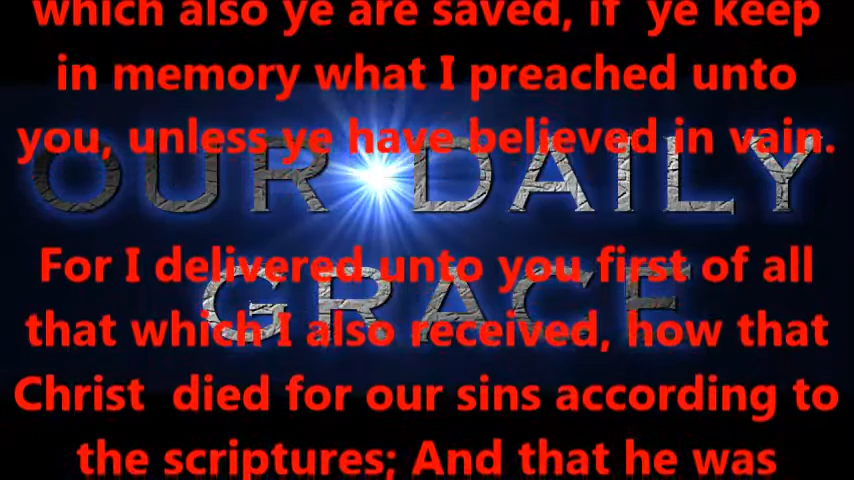 which also ye are saved, if ye keep
in memory what I preached unto
you, unless ye have believed in vain.
OUR DAILY
For I delivered unto you first of all
GRACE
that which I also received, how that
Christ died for our sins according to
the scriptures; And that he was